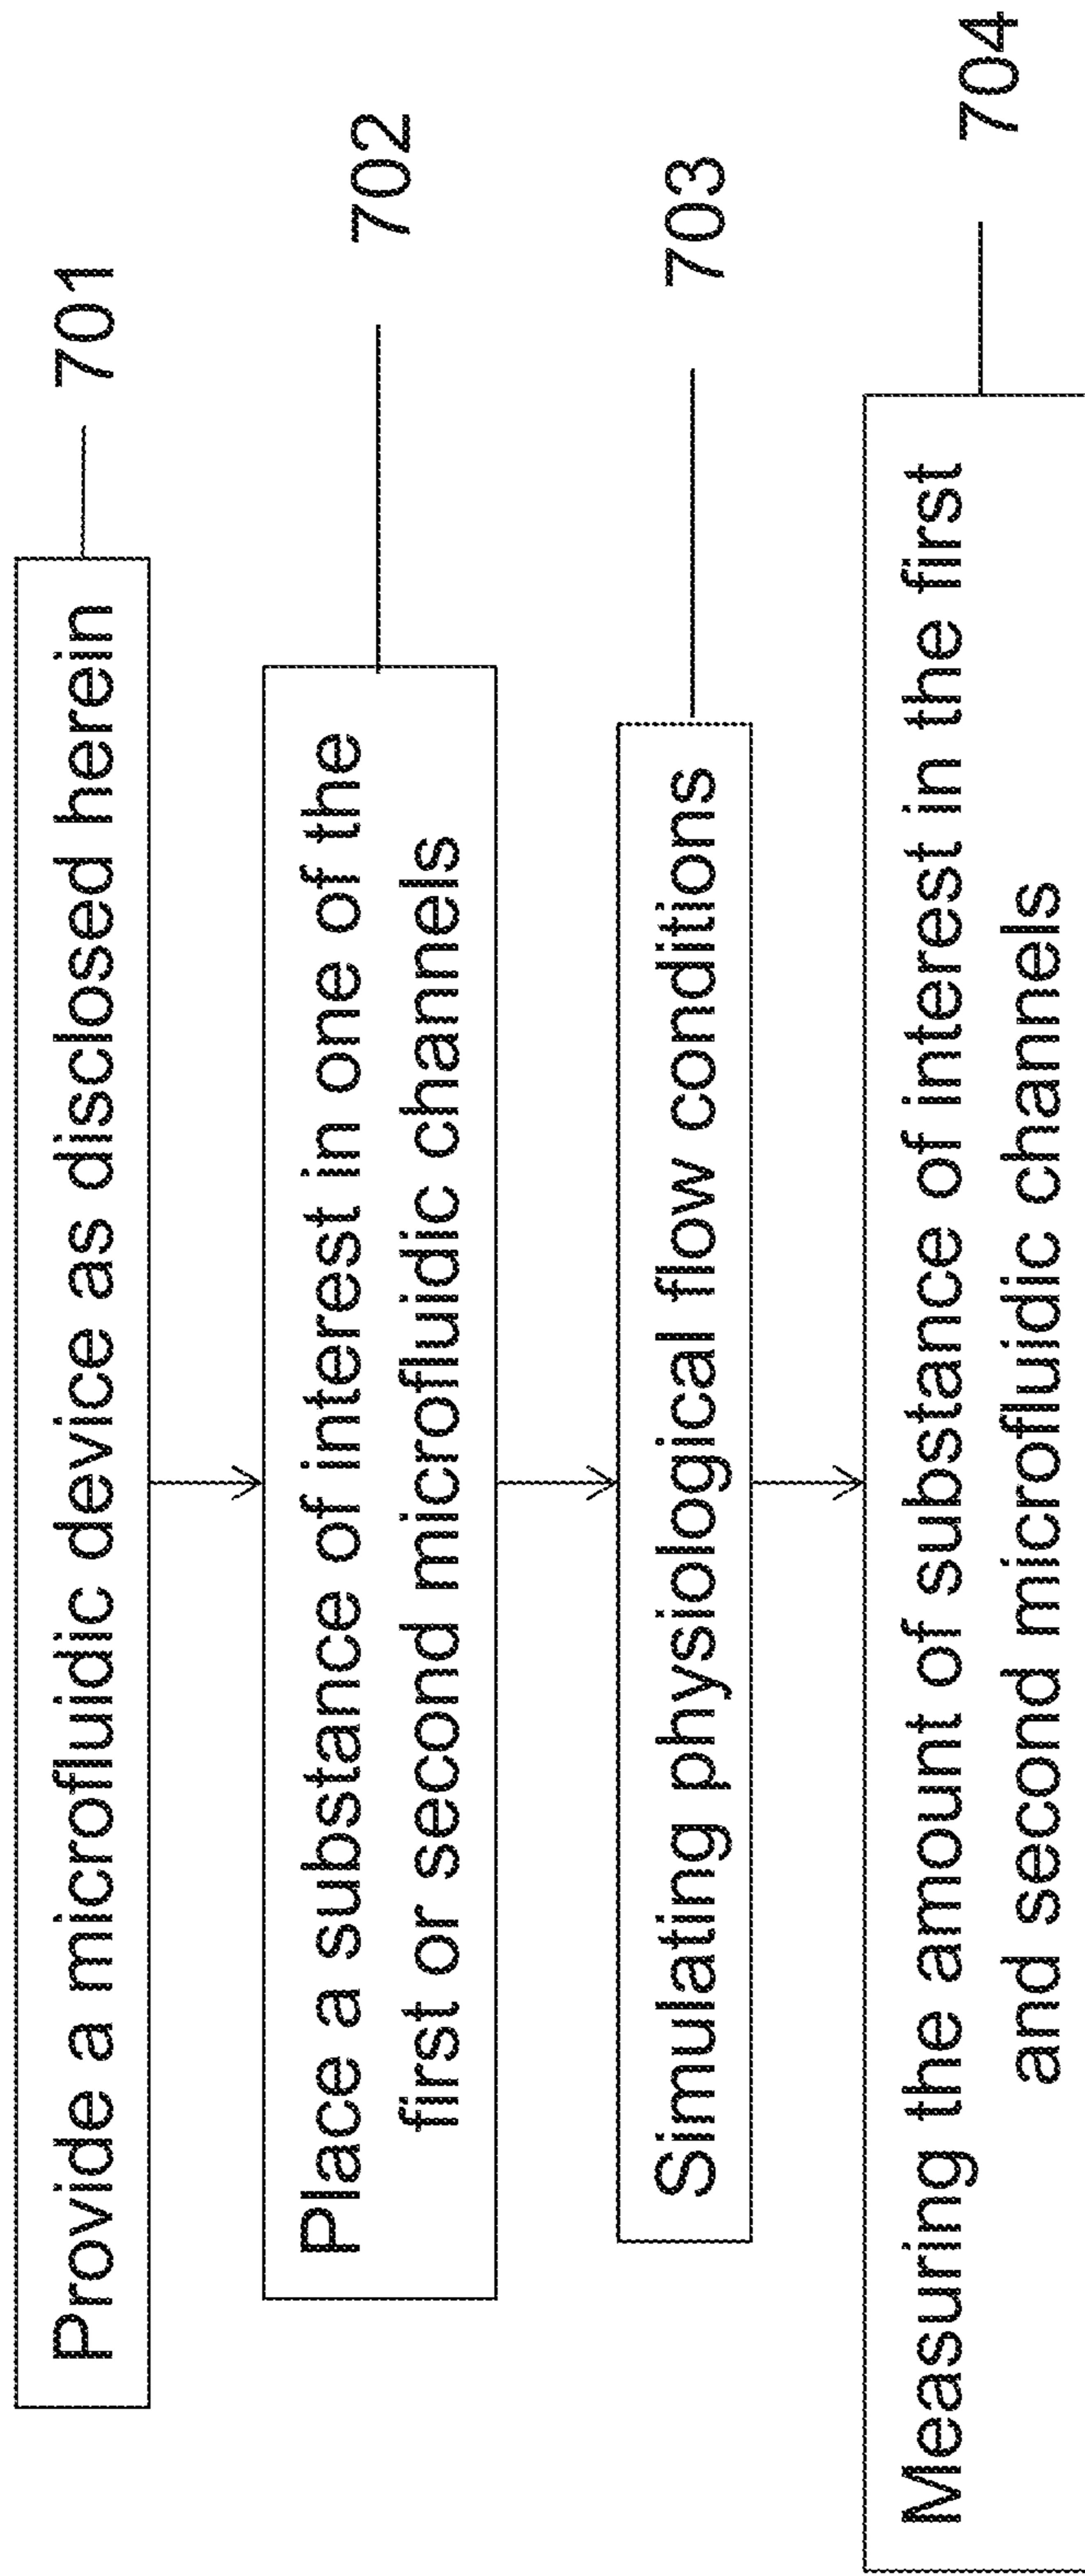 Provide a microfluidic device as disclosed herein
701
Place a substance of interest in one of the
first or second microfluidic channels
702
Simulating physiological flow conditions
703
Measuring the amount of substance of interest in the first
and second microfluidic channels
704